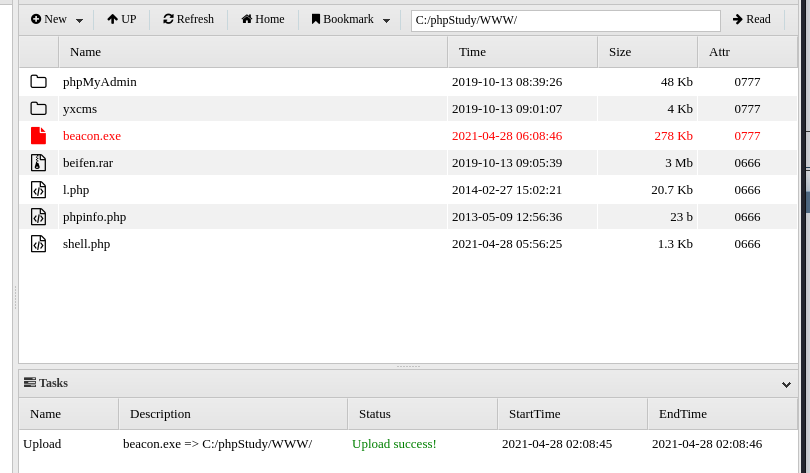 New UP Refresh Home Bookmark C:/phpStudy/WWW/ Read
Name Time Size Attr
phpMyAdmin 2019-10-13 08:39:26 48 Kb 0777
yxcms 2019-10-13 09:01:07 4 Kb 0777
beacon.exe 2021-04-28 06:08:46 278 Kb 0777
beifen.rar 2019-10-13 09:05:39 3 Mb 0666
l.php 2014-02-27 15:02:21 20.7 Kb 0666
phpinfo.php 2013-05-09 12:56:36 23 b 0666
shell.php 2021-04-28 05:56:25 1.3 Kb 0666
Tasks
Name Description Status StartTime EndTime
Upload beacon.exe => C:/phpStudy/WWW/ Upload success! 2021-04-28 02:08:45 2021-04-28 02:08:46